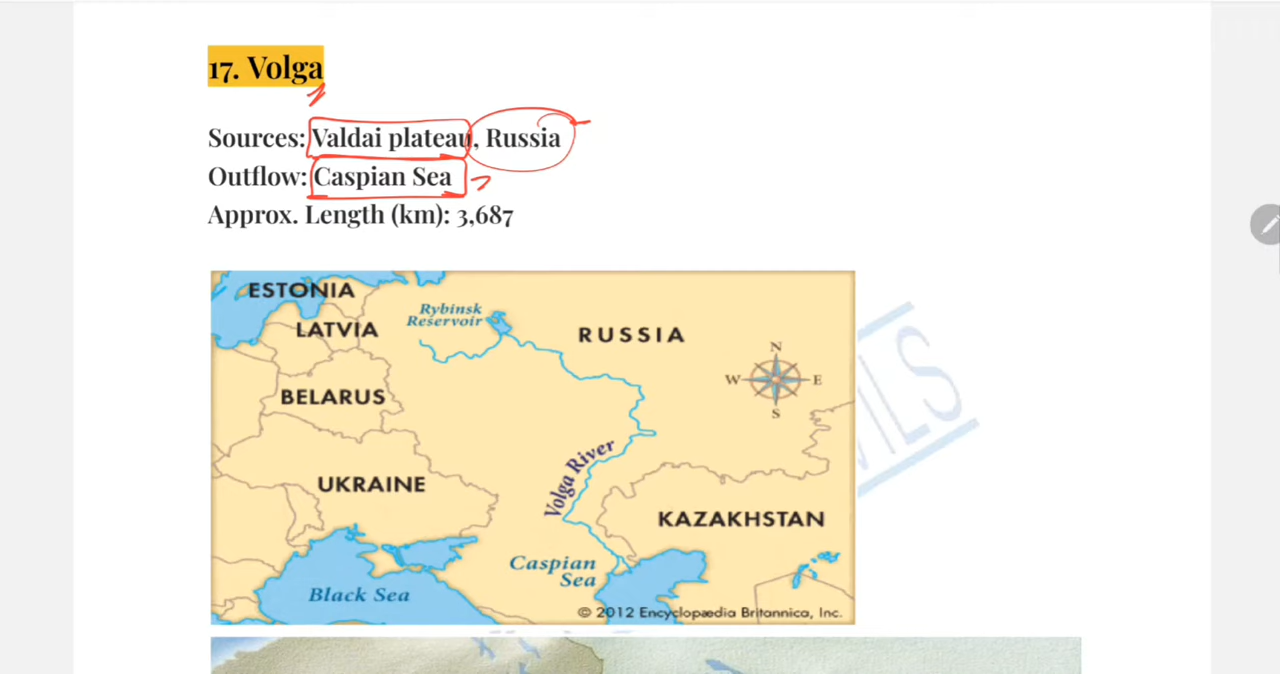 17. Volga
Sources: Valdai plateau, Russia
Outflow: Caspian Sea
Approx. Length (km): 3,687
ESTONIA
Rybinsk
Reservoir
LATVIA
RUSSIA
N
W E
S
BELARUS
Volga River
UKRAINE
KAZAKHSTAN
Caspian
Sea
Black Sea
© 2012 Encyclopædia Britannica, Inc.